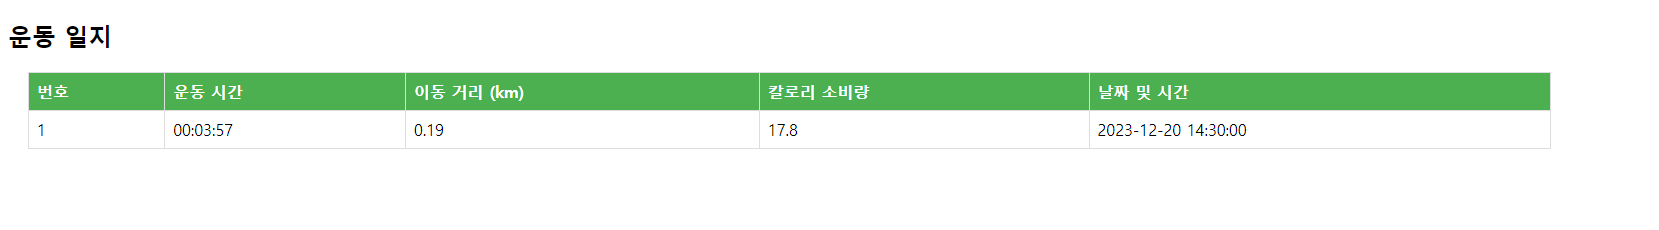 운동 일지
번호 운동 시간 이동 거리 (km) 칼로리 소비량 날짜 및 시간
1 00:03:57 0.19 17.8 2023-12-20 14:30:00